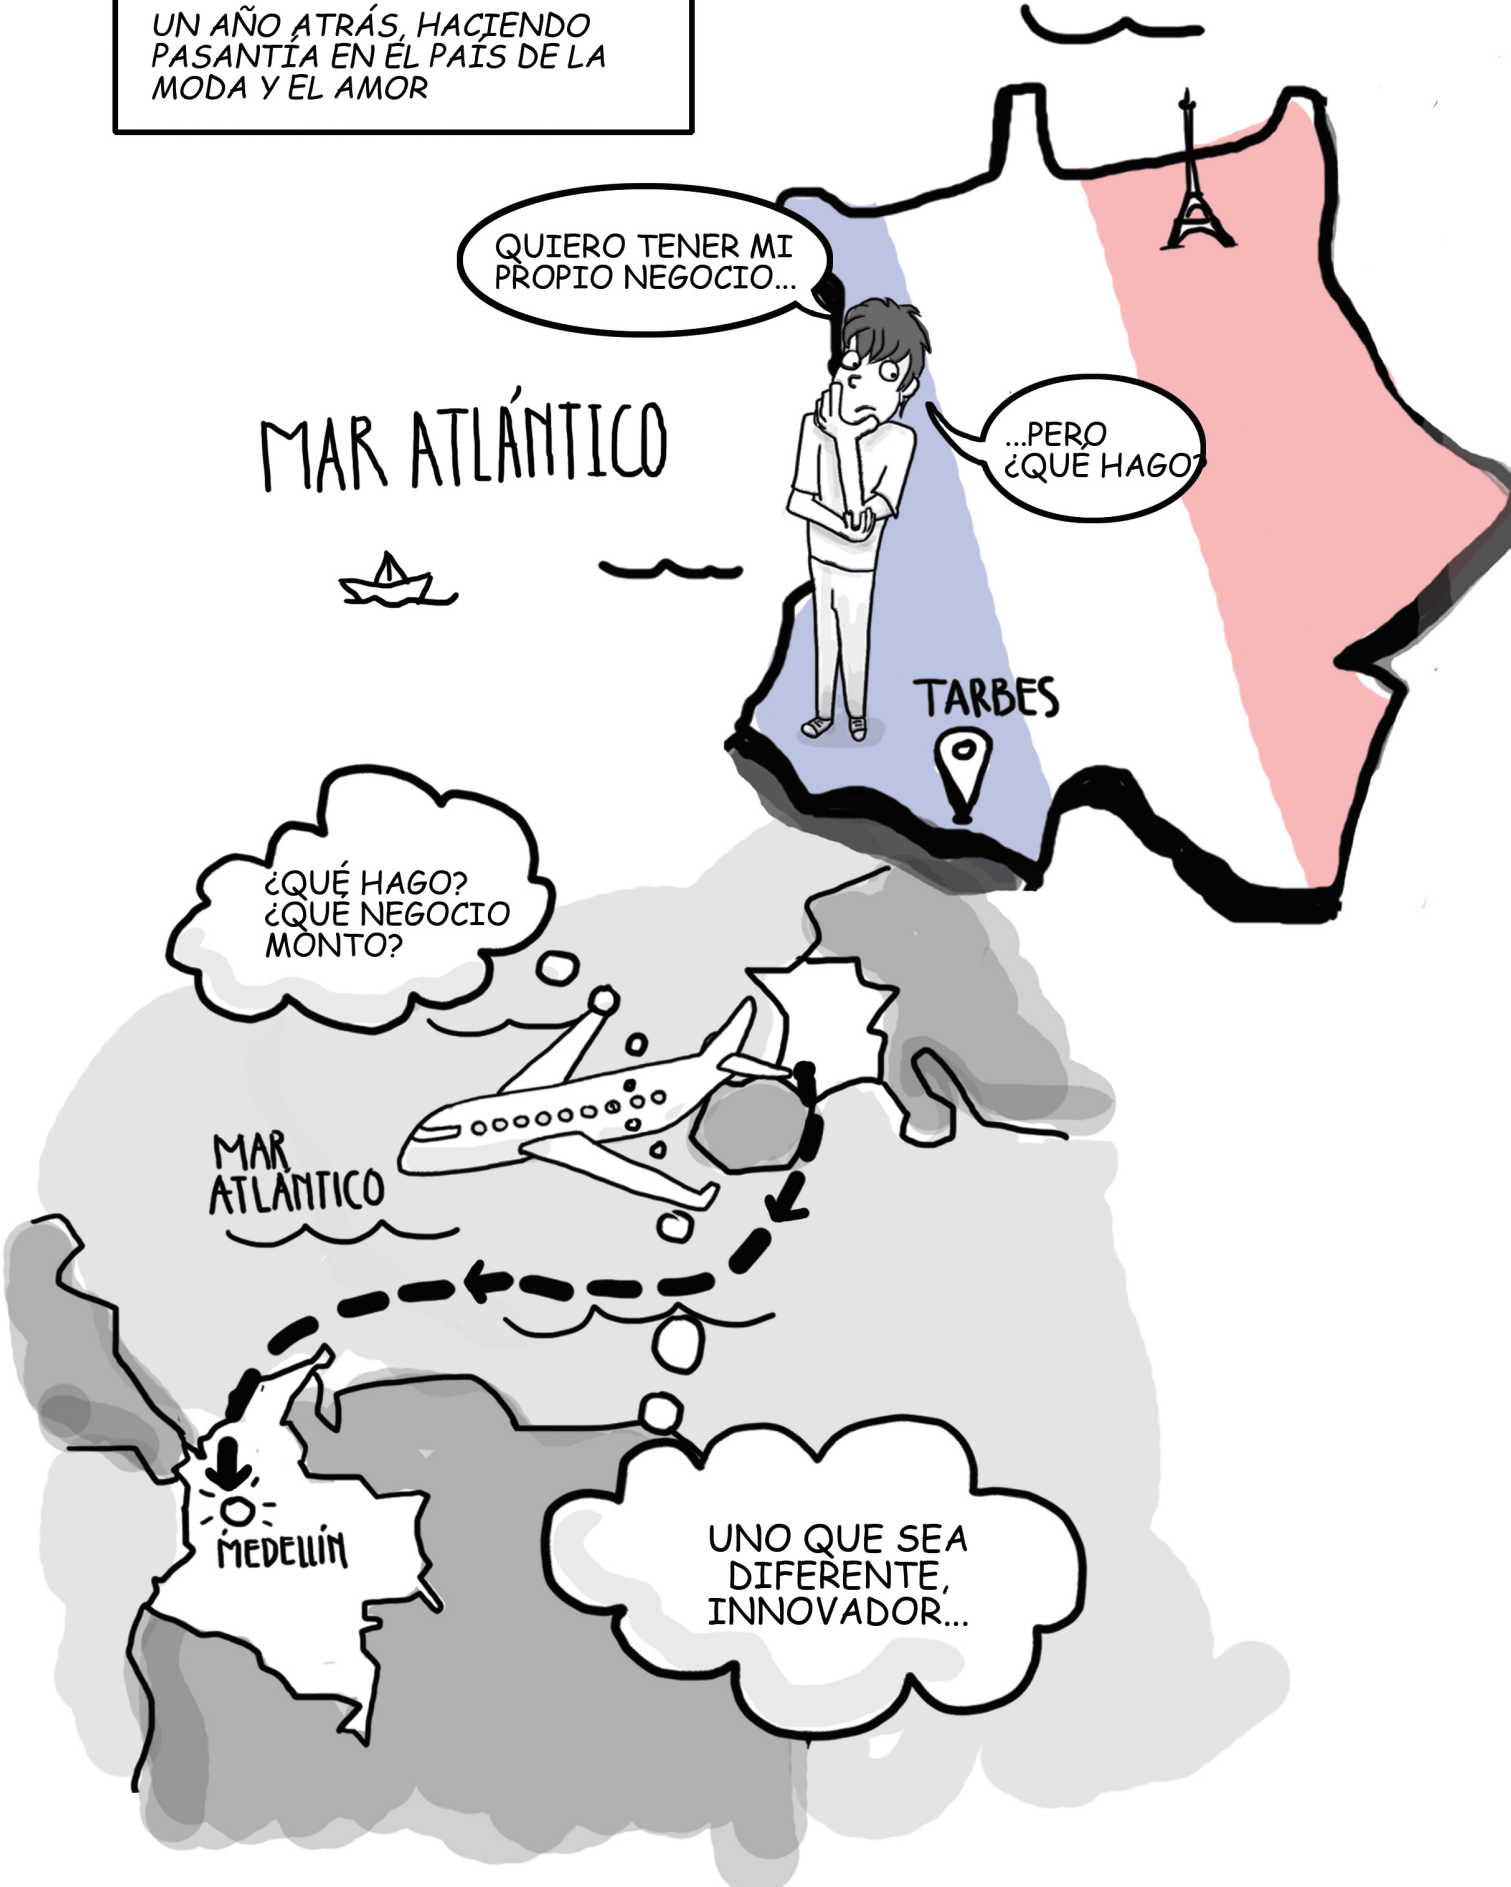 UN AÑO ATRÁS, HACIENDO
PASANTÍA EN EL PAÍS DE LA
MODA Y EL AMOR
QUIERO TENER MI
PROPIO NEGOCIO...
...PERO
¿QUÉ HAGO?
MAR ATLÁNTICO
TARBES
¿QUÉ HAGO?
¿QUÉ NEGOCIO
MONTO?
MAR
ATLÁNTICO
MEDELLÍN
UNO QUE SEA
DIFERENTE,
INNOVADOR...